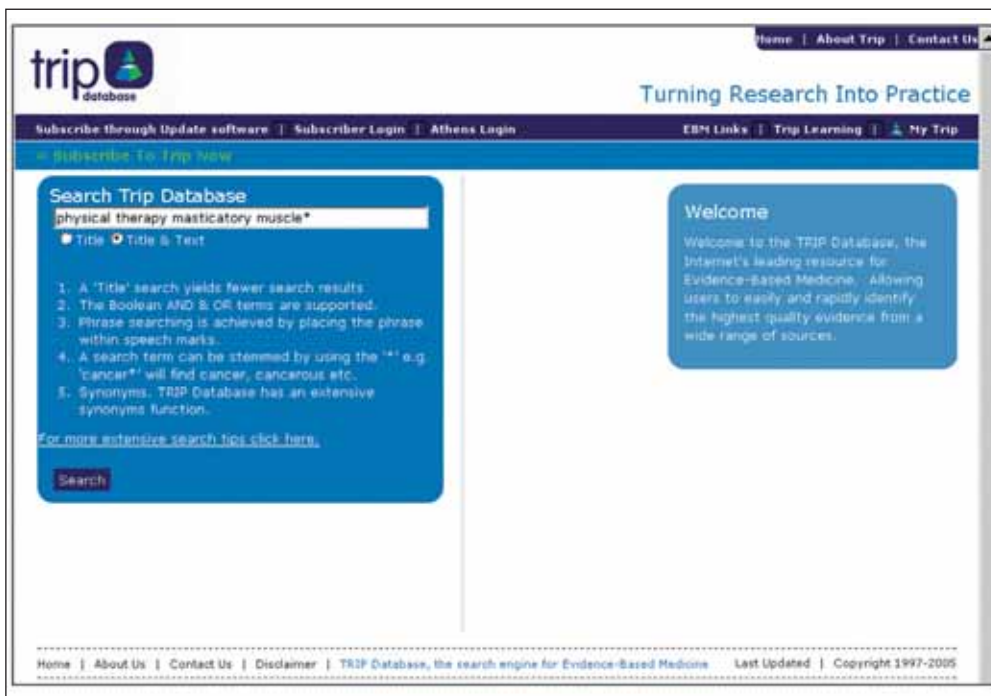 Home | About Trip | Contact Us
trip
database
Turning Research Into Practice
Subscribe through Update software | Subscriber Login | Athens Login
EBM Links | Trip Learning | My Trip
Subscribe To Trip Now
Search Trip Database
physical therapy masticatory muscle*
Title Title & Text
1. A 'Title' search yields fewer search results
2. The Boolean AND & OR terms are supported.
3. Phrase searching is achieved by placing the phrase
within speech marks.
4. A search term can be stemmed by using the '*' e.g.
'cancer*' will find cancer, cancerous etc.
5. Synonyms. TRIP Database has an extensive
synonyms function.
For more extensive search tips click here.
Search
Welcome
Welcome to the TRIP Database, the
Internet's leading resource for
Evidence-Based Medicine. Allowing
users to easily and rapidly identify
the highest quality evidence from a
wide range of sources.
Home | About Us | Contact Us | Disclaimer | TRIP Database, the search engine for Evidence-Based Medicine Last Updated | Copyright 1997-2005